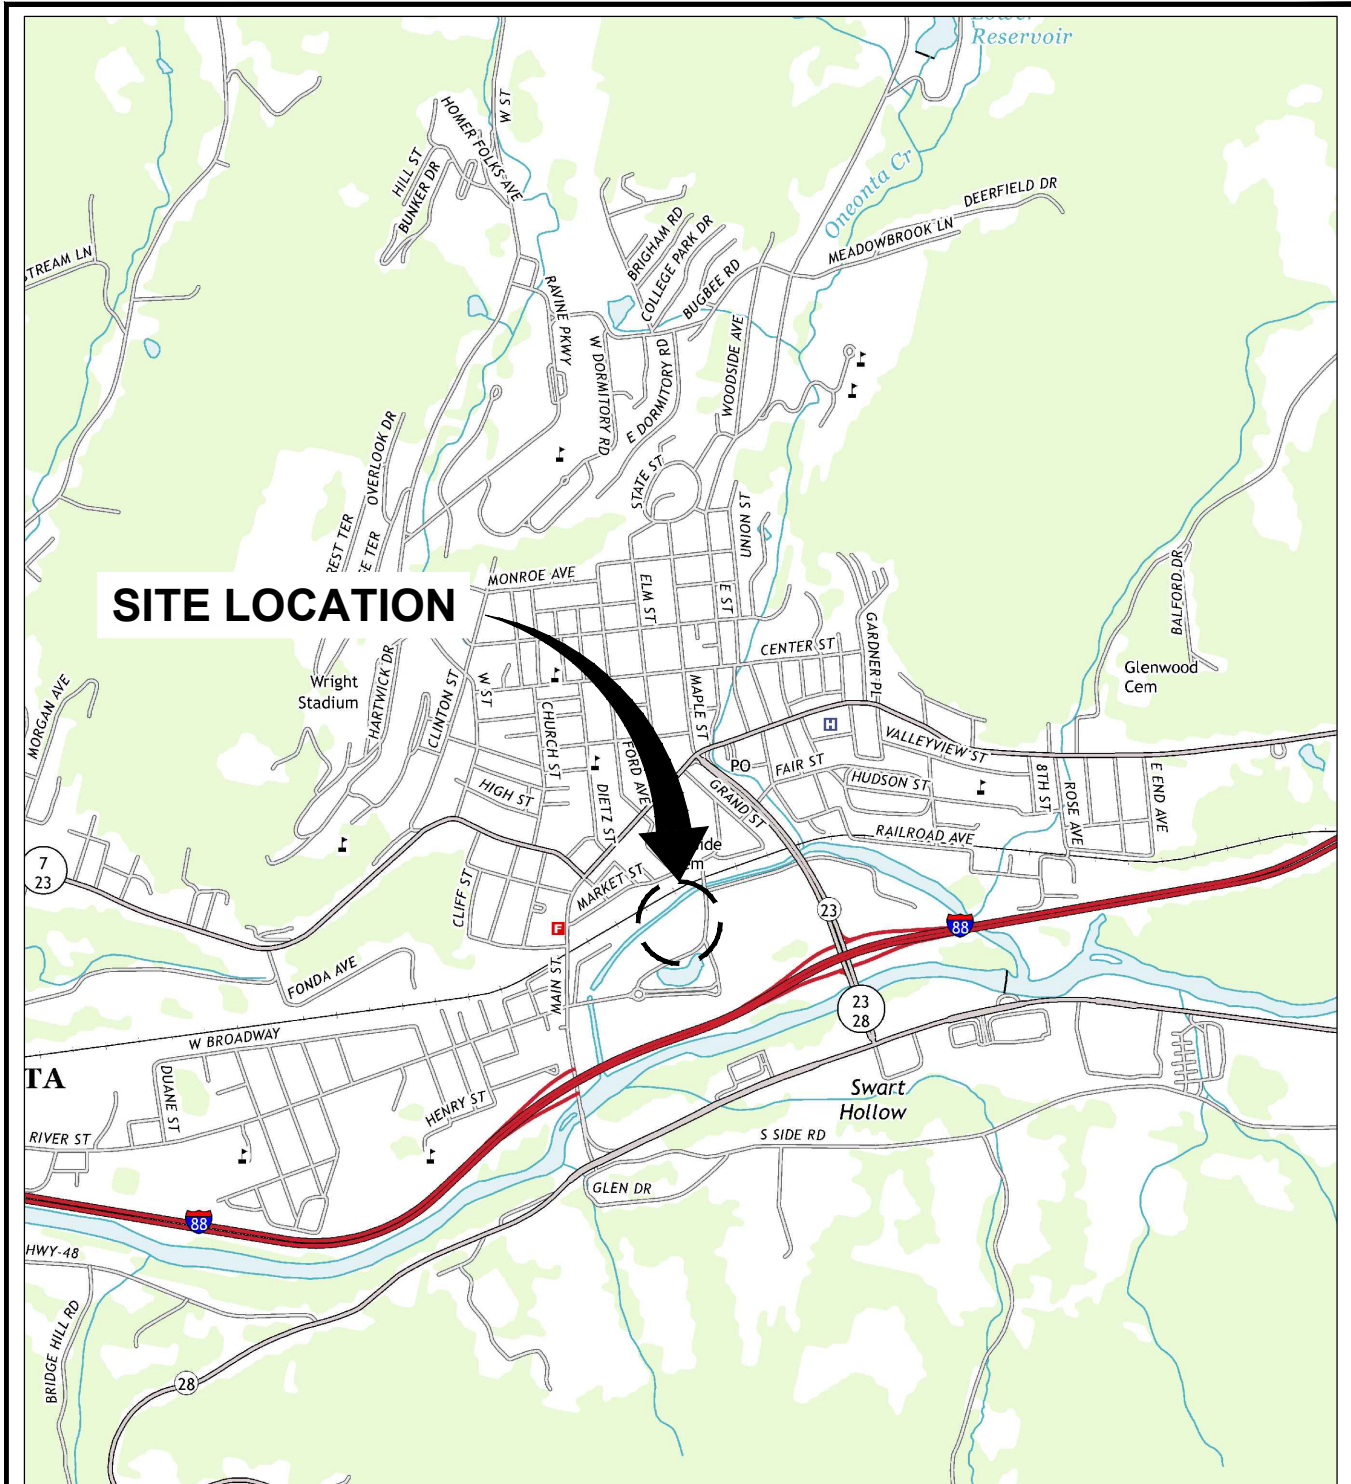 Lower
Reservoir
W ST
HOMER FOLKS AVE
HILL ST
BUNKER DR
Oneonta Cr
DEERFIELD DR
MEADOWBROOK LN
BRIGHAM RD
COLLEGE PARK DR
BUGBEE RD
RAVINE PKWY
W DORMITORY RD
E DORMITORY RD
WOODSIDE AVE
OVERLOOK DR
STATE ST
UNION ST
MONROE AVE
ELM ST
E ST
SITE LOCATION
BALFORD DR
GARDNER PL
CENTER ST
Glenwood
Cem
Wright
Stadium
MORGAN AVE
HARTWICK DR
CLINTON ST
W ST
CHURCH ST
MAPLE ST
H
VALLEYVIEW ST
FORD AVE
PO
FAIR ST
HUDSON ST
8TH ST
ROSE AVE
E END AVE
HIGH ST
DIETZ ST
GRAND ST
RAILROAD AVE
7
23
CLIFF ST
MARKET ST
23
F
88
FONDA AVE
MAIN ST
23
28
W BROADWAY
TA
DUANE ST
HENRY ST
Swart
Hollow
RIVER ST
S SIDE RD
GLEN DR
88
HWY-48
BRIDGE HILL RD
28